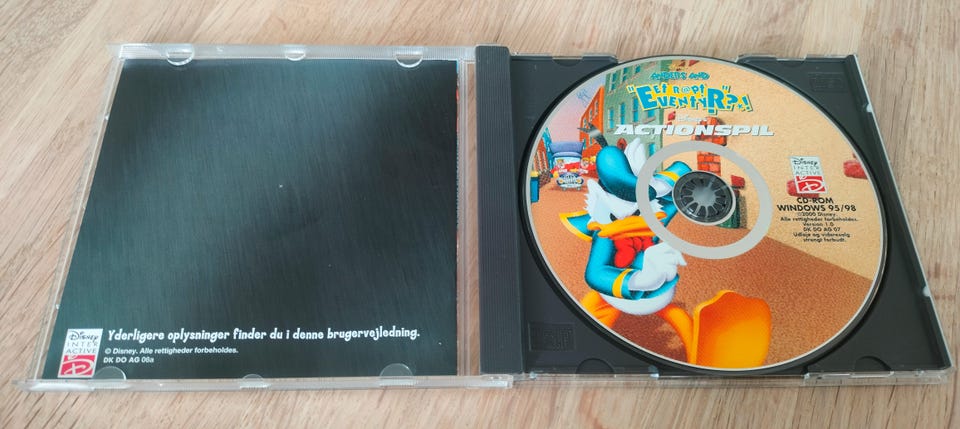 Disney
INTER
ACTIVE
Yderligere oplysninger finder du i denne brugervejledning.
© Disney. Alle rettigheder forbeholdes.
DK DO AG 06a
ANDERS AND
"Et R@pt
EVENTYR?*!"
Disney's
ACTIONSPIL
Disney
INTER
ACTIVE
CD-ROM
WINDOWS 95/98
©2000 Disney.
Alle rettigheder forbeholdes.
Version 1.0
DK DO AG 07
Udleje og videresalg
strengt forbudt.